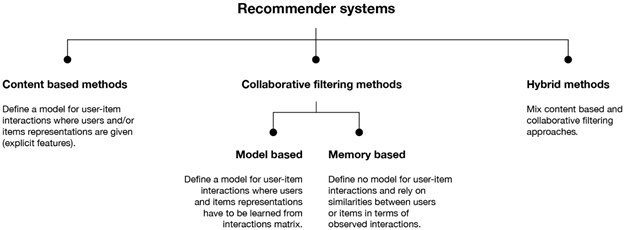 Recommender systems
Content based methods
Define a model for user-item
interactions where users and/or
items representations are given
(explicit features).
Collaborative filtering methods
Model based
Define a model for user-item
interactions where users
and items representations
have to be learned from
interactions matrix.
Memory based
Define no model for user-item
interactions and rely on
similarities between users
or items in terms of
observed interactions.
Hybrid methods
Mix content based and
collaborative filtering
approaches.